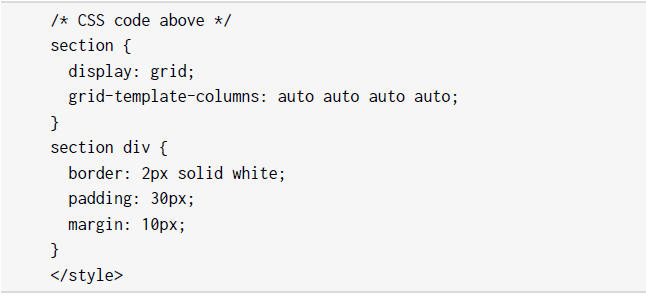 /* CSS code above */
section {
  display: grid;
  grid-template-columns: auto auto auto auto;
}
section div {
  border: 2px solid white;
  padding: 30px;
  margin: 10px;
}
</style>